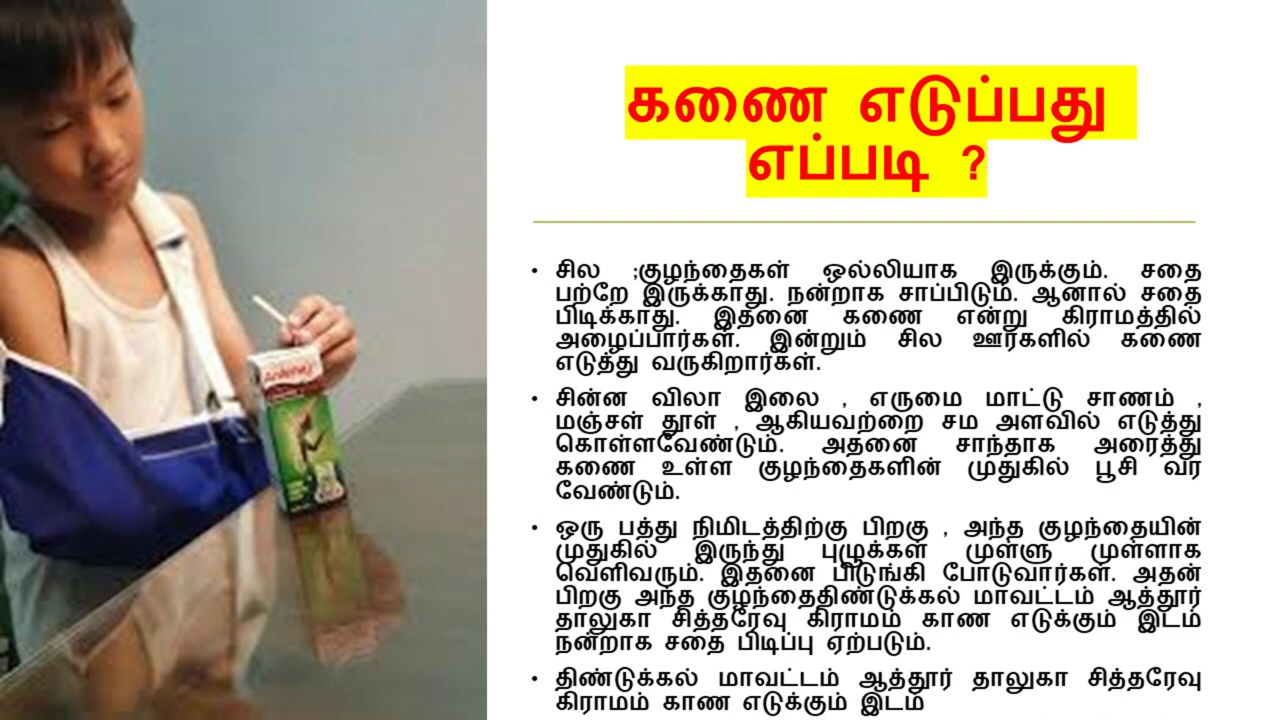 கணை எடுப்பது
எப்படி ?
• சில ;குழந்தைகள் ஒல்லியாக இருக்கும். சதை
பற்றே இருக்காது. நன்றாக சாப்பிடும். ஆனால் சதை
பிடிக்காது. இதனை கணை என்று கிராமத்தில்
அழைப்பார்கள். இன்றும் சில ஊர்களில் கணை
எடுத்து வருகிறார்கள்.
• சின்ன விலா இலை , எருமை மாட்டு சாணம் ,
மஞ்சள் தூள் , ஆகியவற்றை சம அளவில் எடுத்து
கொள்ளவேண்டும். அதனை சாந்தாக அரைத்து
கணை உள்ள குழந்தைகளின் முதுகில் பூசி வர
வேண்டும்.
• ஒரு பத்து நிமிடத்திற்கு பிறகு , அந்த குழந்தையின்
முதுகில் இருந்து புழுக்கள் முள்ளு முள்ளாக
வெளிவரும். இதனை பிடுங்கி போடுவார்கள். அதன்
பிறகு அந்த குழந்தைதிண்டுக்கல் மாவட்டம் ஆத்தூர்
தாலுகா சித்தரேவு கிராமம் காண எடுக்கும் இடம்
நன்றாக சதை பிடிப்பு ஏற்படும்.
• திண்டுக்கல் மாவட்டம் ஆத்தூர் தாலுகா சித்தரேவு
கிராமம் காண எடுக்கும் இடம்